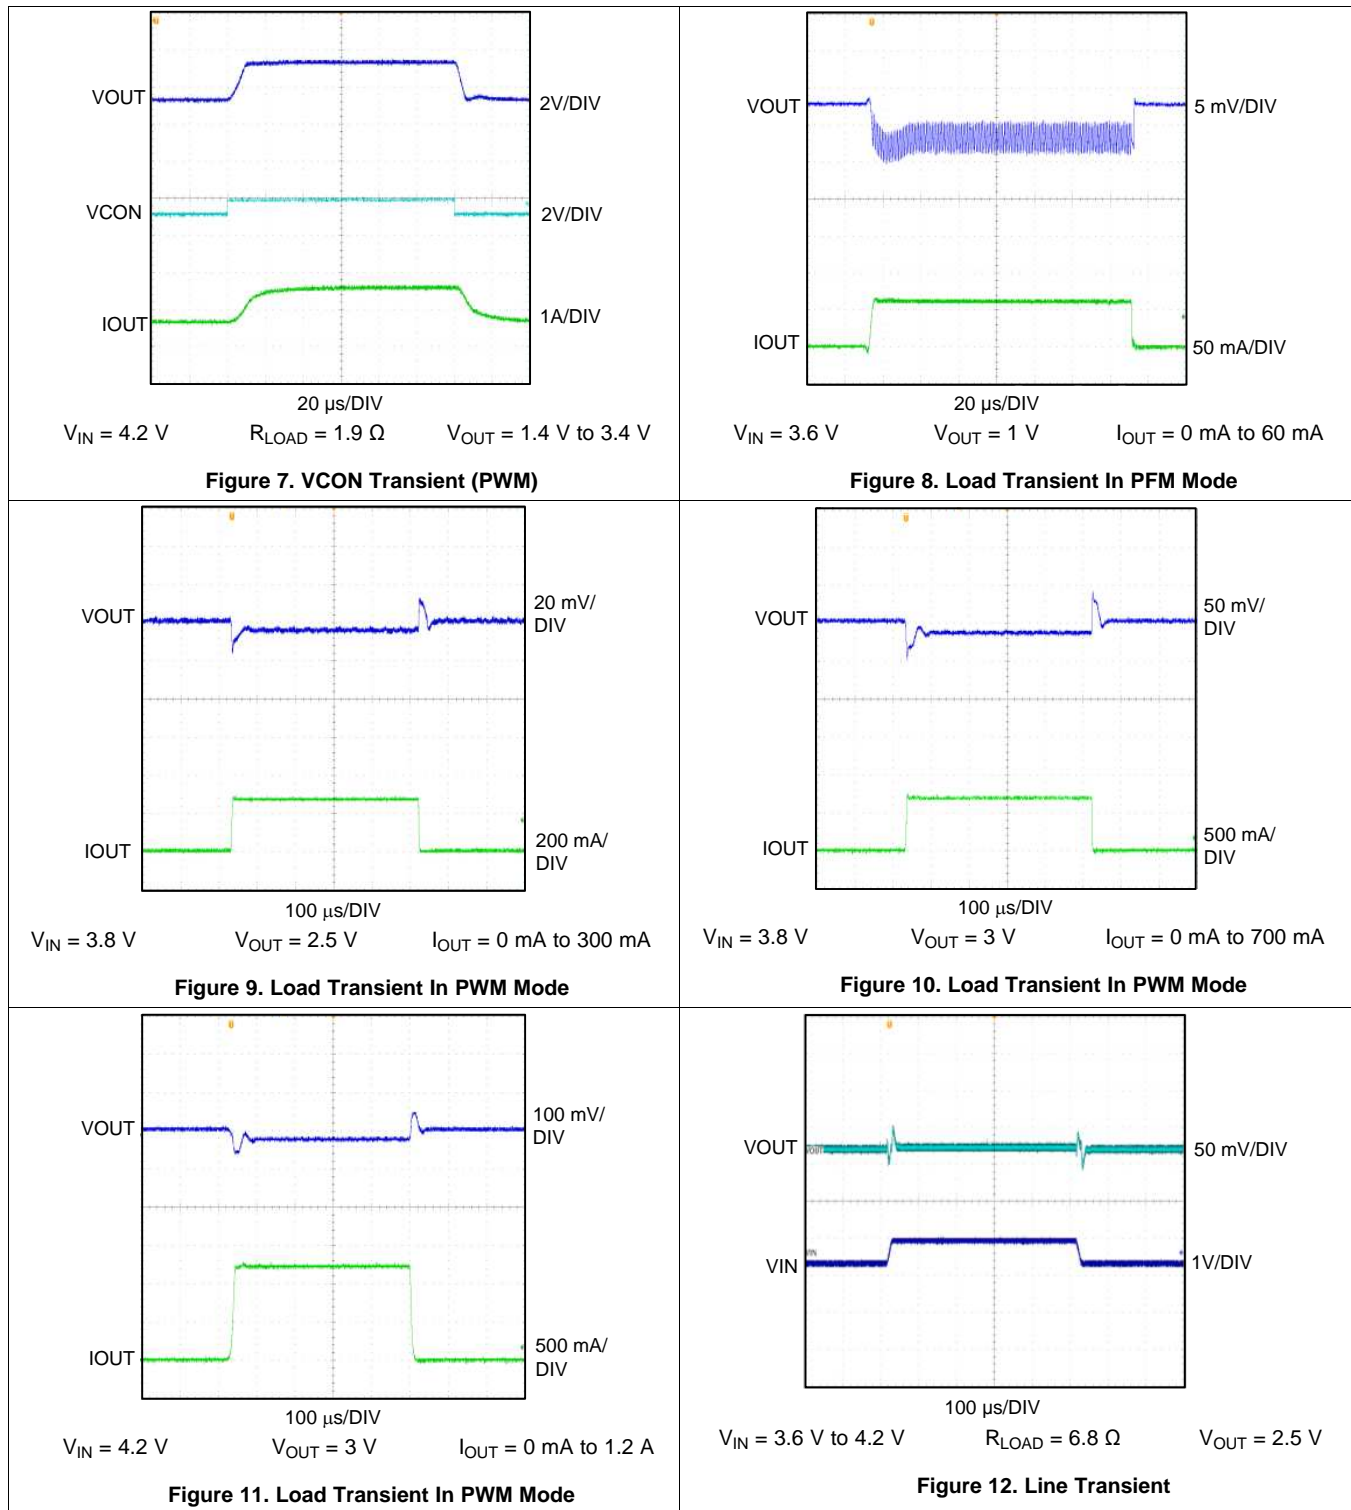 VOUT
2V/DIV
VCON
2V/DIV
IOUT
1A/DIV
20 µs/DIV
VIN = 4.2 V RLOAD = 1.9 Ω VOUT = 1.4 V to 3.4 V
Figure 7. VCON Transient (PWM)
VOUT
5 mV/DIV
IOUT
50 mA/DIV
20 µs/DIV
VIN = 3.6 V VOUT = 1 V IOUT = 0 mA to 60 mA
Figure 8. Load Transient In PFM Mode
VOUT
20 mV/
DIV
IOUT
200 mA/
DIV
100 µs/DIV
VIN = 3.8 V VOUT = 2.5 V IOUT = 0 mA to 300 mA
Figure 9. Load Transient In PWM Mode
VOUT
50 mV/
DIV
IOUT
500 mA/
DIV
100 µs/DIV
VIN = 3.8 V VOUT = 3 V IOUT = 0 mA to 700 mA
Figure 10. Load Transient In PWM Mode
VOUT
100 mV/
DIV
IOUT
500 mA/
DIV
100 µs/DIV
VIN = 4.2 V VOUT = 3 V IOUT = 0 mA to 1.2 A
Figure 11. Load Transient In PWM Mode
VOUT
VOUT
50 mV/DIV
VIN
VIN
1V/DIV
100 µs/DIV
VIN = 3.6 V to 4.2 V RLOAD = 6.8 Ω VOUT = 2.5 V
Figure 12. Line Transient